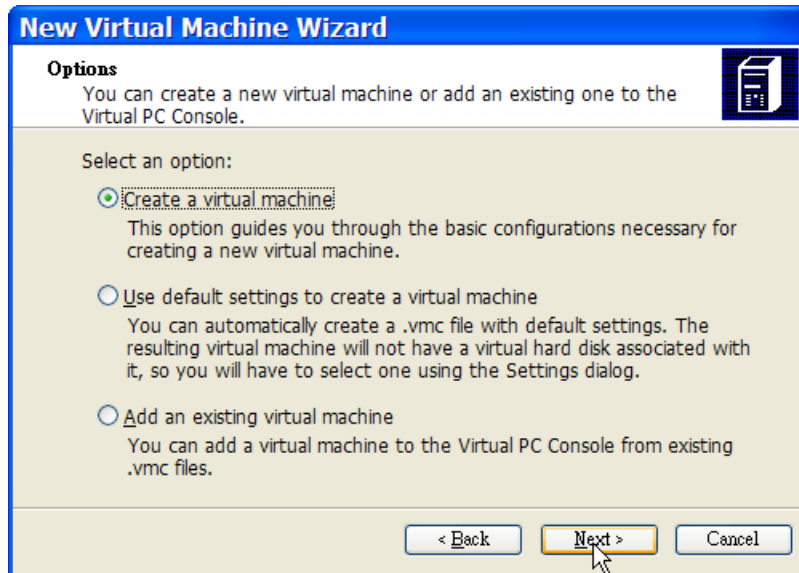 New Virtual Machine Wizard
Options
You can create a new virtual machine or add an existing one to the
Virtual PC Console.
Select an option:
Create a virtual machine
This option guides you through the basic configurations necessary for
creating a new virtual machine.
Use default settings to create a virtual machine
You can automatically create a .vmc file with default settings. The
resulting virtual machine will not have a virtual hard disk associated with
it, so you will have to select one using the Settings dialog.
Add an existing virtual machine
You can add a virtual machine to the Virtual PC Console from existing
.vmc files.
< Back Next > Cancel